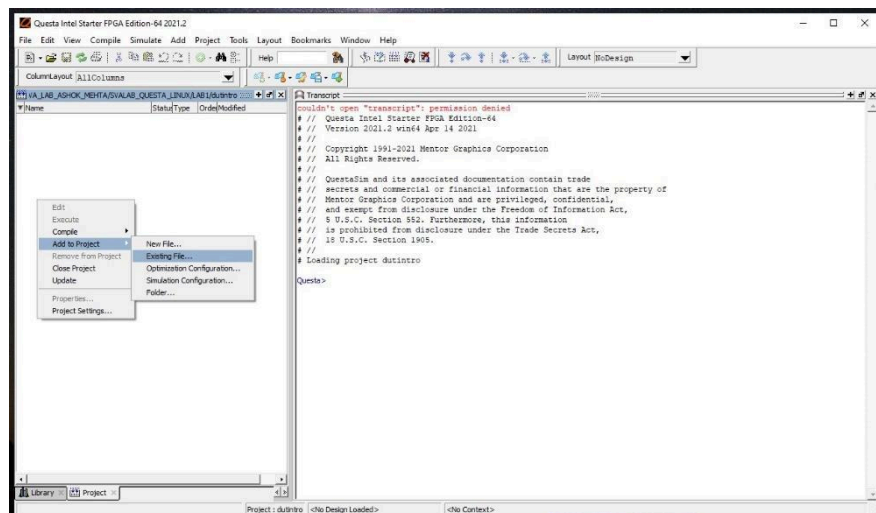 Questa Intel Starter FPGA Edition-64 2021.2
File Edit View Compile Simulate Add Project Tools Layout Bookmarks Window Help
Help
Layout NoDesign
ColumnLayout AllColumns
VA_LAB_ASHOK_MEHTA/SVALAB_QUESTA_LINUX/LAB1/dutintro
Name Status Type Order Modified
Edit
Execute
Compile
Add to Project
Remove from Project
Close Project
Update
Properties...
Project Settings...
New File...
Existing File...
Optimization Configuration...
Simulation Configuration...
Folder...
Library
Project
Transcript
couldn't open "transcript": permission denied
# // Questa Intel Starter FPGA Edition-64
# // Version 2021.2 win64 Apr 14 2021
# //
# // Copyright 1991-2021 Mentor Graphics Corporation
# // All Rights Reserved.
# //
# // QuestaSim and its associated documentation contain trade
# // secrets and commercial or financial information that are the property of
# // Mentor Graphics Corporation and are privileged, confidential,
# // and exempt from disclosure under the Freedom of Information Act,
# // 5 U.S.C. Section 552. Furthermore, this information
# // is prohibited from disclosure under the Trade Secrets Act,
# // 18 U.S.C. Section 1905.
# //
# Loading project dutintro
Questa>
Project : dutintro <No Design Loaded> <No Context>